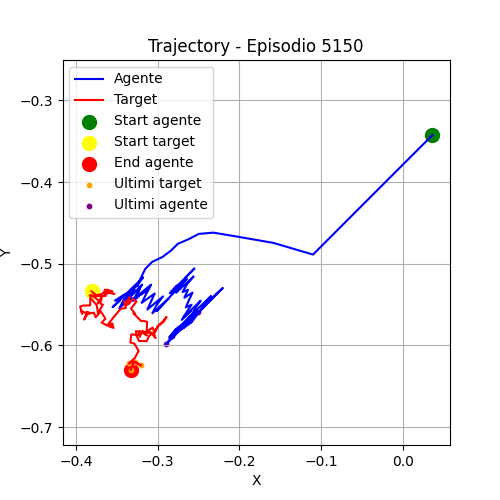 Trajectory - Episodio 5150
Agente
Target
Start agente
Start target
End agente
Ultimi target
Ultimi agente
−0.3
−0.4
−0.5
−0.6
−0.7
Y
−0.4
−0.3
−0.2
−0.1
0.0
X